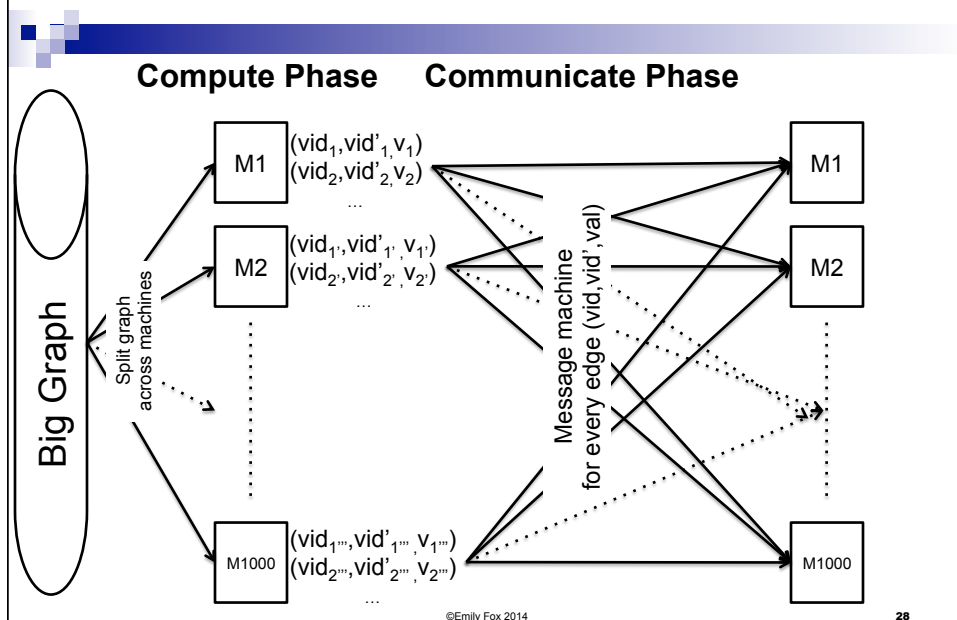 Compute Phase Communicate Phase
Big Graph
Split graph
across machines
M1
(vid₁,vid'₁,v₁)
(vid₂,vid'₂,v₂)
...
M2
(vid₁',vid'₁' ,v₁')
(vid₂',vid'₂' ,v₂')
...
M1000
(vid₁''',vid'₁''' ,v₁''')
(vid₂''',vid'₂''' ,v₂''')
...
Message machine
for every edge (vid,vid',val)
M1
M2
M1000
©Emily Fox 2014
28